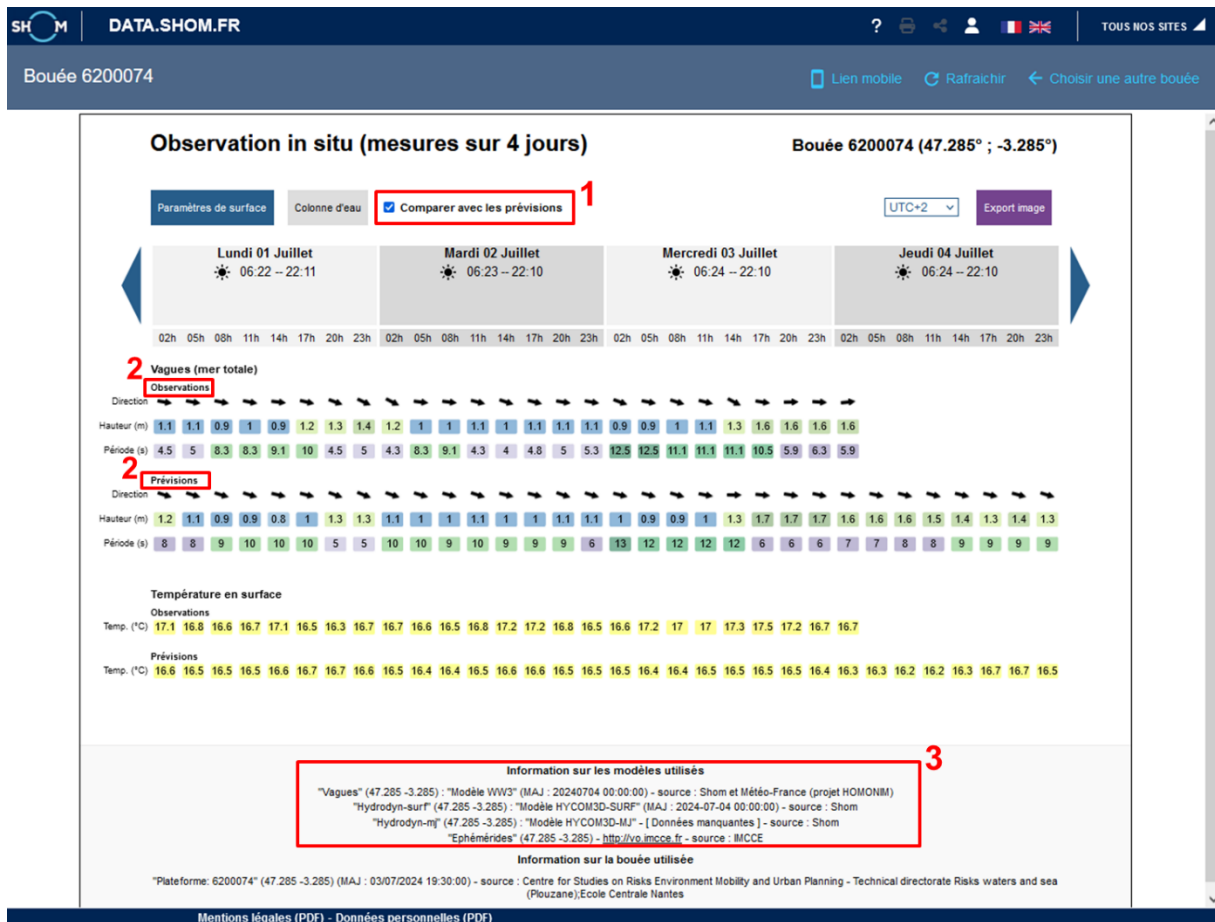 SHOM DATA.SHOM.FR ? TOUS NOS SITES
Bouée 6200074 Lien mobile Rafraichir Choisir une autre bouée
Observation in situ (mesures sur 4 jours) Bouée 6200074 (47.285° ; -3.285°)
1
Paramètres de surface Colonne d'eau Comparer avec les prévisions UTC+2 Export image
Lundi 01 Juillet Mardi 02 Juillet Mercredi 03 Juillet Jeudi 04 Juillet
06:22 -- 22:11 06:23 -- 22:10 06:24 -- 22:10 06:24 -- 22:10
02h 05h 08h 11h 14h 17h 20h 23h 02h 05h 08h 11h 14h 17h 20h 23h 02h 05h 08h 11h 14h 17h 20h 23h 02h 05h 08h 11h 14h 17h 20h 23h
2 Vagues (mer totale)
Observations
Direction
Hauteur (m) 1.1 1.1 0.9 1 0.9 1.2 1.3 1.4 1.2 1 1 1.1 1 1.1 1.1 1.1 0.9 0.9 1 1.1 1.3 1.6 1.6 1.6 1.6
Période (s) 4.5 5 8.3 8.3 9.1 10 4.5 5 4.3 8.3 9.1 4.3 4 4.8 5 5.3 12.5 12.5 11.1 11.1 11.1 10.5 5.9 6.3 5.9
2 Prévisions
Direction
Hauteur (m) 1.2 1.1 0.9 0.9 0.8 1 1.3 1.3 1.1 1 1 1.1 1 1 1.1 1.1 1 0.9 0.9 1 1.3 1.7 1.7 1.7 1.6 1.6 1.6 1.5 1.4 1.3 1.4 1.3
Période (s) 8 8 9 10 10 10 5 5 10 10 9 10 9 9 9 6 13 12 12 12 12 6 6 6 7 7 8 8 9 9 9 9
Température en surface
Observations
Temp. (°C) 17.1 16.8 16.6 16.7 17.1 16.5 16.3 16.7 16.7 16.6 16.5 16.8 17.2 17.2 16.8 16.5 16.6 17.2 17 17 17.3 17.5 17.2 16.7 16.7
Prévisions
Temp. (°C) 16.6 16.5 16.5 16.5 16.6 16.7 16.7 16.6 16.5 16.4 16.4 16.5 16.6 16.6 16.5 16.5 16.5 16.4 16.4 16.5 16.5 16.5 16.5 16.4 16.3 16.3 16.2 16.2 16.3 16.7 16.7 16.5
3
Information sur les modèles utilisés
"Vagues" (47.285 -3.285) : "Modèle WW3" (MAJ : 20240704 00:00:00) - source : Shom et Météo-France (projet HOMONIM)
"Hydrodyn-surf" (47.285 -3.285) : "Modèle HYCOM3D-SURF" (MAJ : 2024-07-04 00:00:00) - source : Shom
"Hydrodyn-mj" (47.285 -3.285) : "Modèle HYCOM3D-MJ" - [ Données manquantes ] - source : Shom
"Ephémérides" (47.285 -3.285) - http://vo.imcce.fr - source : IMCCE
Information sur la bouée utilisée
"Plateforme: 6200074" (47.285 -3.285) (MAJ : 03/07/2024 19:30:00) - source : Centre for Studies on Risks Environment Mobility and Urban Planning - Technical directorate Risks waters and sea
(Plouzane);Ecole Centrale Nantes
Mentions légales (PDF) - Données personnelles (PDF)